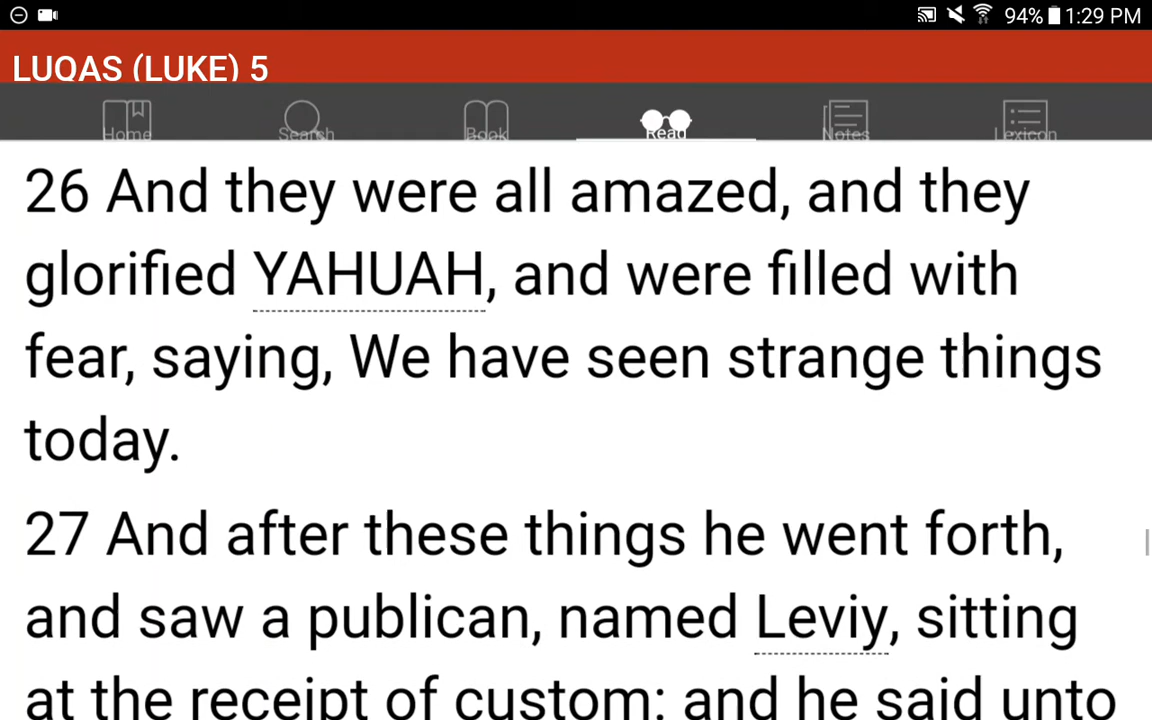 94% 1:29 PM
LUQAS (LUKE) 5
Home Search Book Read Notes Lexicon
26 And they were all amazed, and they
glorified YAHUAH, and were filled with
fear, saying, We have seen strange things
today.
27 And after these things he went forth,
and saw a publican, named Leviy, sitting
at the receipt of custom: and he said unto